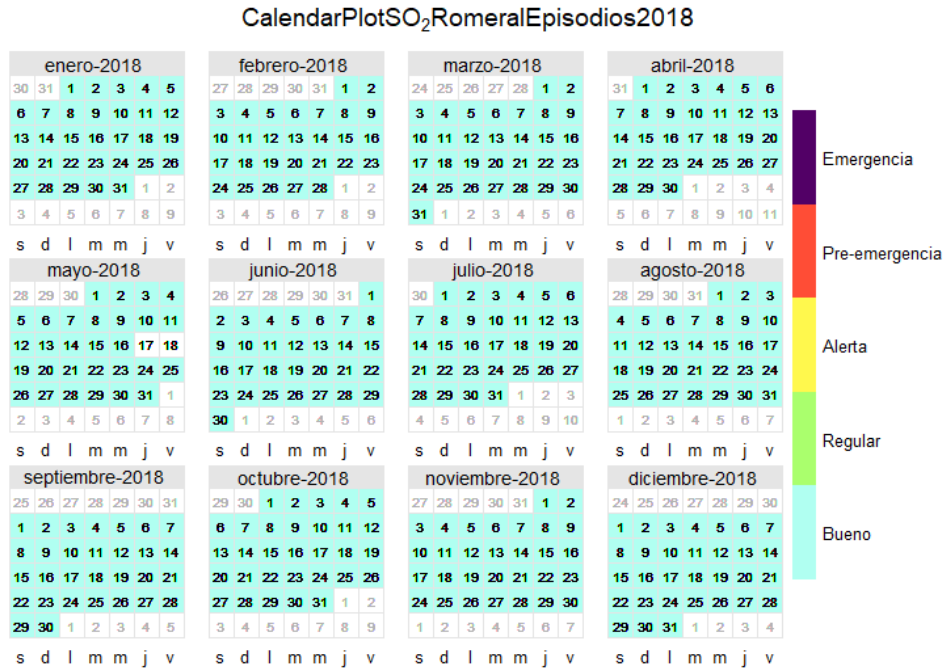 CalendarPlotSO₂RomeralEpisodios2018
enero-2018 febrero-2018 marzo-2018 abril-2018
30 31 1 2 3 4 5 27 28 29 30 31 1 2 24 25 26 27 28 1 2 31 1 2 3 4 5 6
6 7 8 9 10 11 12 3 4 5 6 7 8 9 3 4 5 6 7 8 9 7 8 9 10 11 12 13
13 14 15 16 17 18 19 10 11 12 13 14 15 16 10 11 12 13 14 15 16 14 15 16 17 18 19 20
20 21 22 23 24 25 26 17 18 19 20 21 22 23 17 18 19 20 21 22 23 21 22 23 24 25 26 27
27 28 29 30 31 1 2 24 25 26 27 28 1 2 24 25 26 27 28 29 30 28 29 30 1 2 3 4
3 4 5 6 7 8 9 3 4 5 6 7 8 9 31 1 2 3 4 5 6 5 6 7 8 9 10 11
s d l m m j v s d l m m j v s d l m m j v s d l m m j v
mayo-2018 junio-2018 julio-2018 agosto-2018
28 29 30 1 2 3 4 26 27 28 29 30 31 1 30 1 2 3 4 5 6 28 29 30 31 1 2 3
5 6 7 8 9 10 11 2 3 4 5 6 7 8 7 8 9 10 11 12 13 4 5 6 7 8 9 10
12 13 14 15 16 17 18 9 10 11 12 13 14 15 14 15 16 17 18 19 20 11 12 13 14 15 16 17
19 20 21 22 23 24 25 16 17 18 19 20 21 22 21 22 23 24 25 26 27 18 19 20 21 22 23 24
26 27 28 29 30 31 1 23 24 25 26 27 28 29 28 29 30 31 1 2 3 25 26 27 28 29 30 31
2 3 4 5 6 7 8 30 1 2 3 4 5 6 4 5 6 7 8 9 10 1 2 3 4 5 6 7
s d l m m j v s d l m m j v s d l m m j v s d l m m j v
septiembre-2018 octubre-2018 noviembre-2018 diciembre-2018
25 26 27 28 29 30 31 29 30 1 2 3 4 5 27 28 29 30 31 1 2 24 25 26 27 28 29 30
1 2 3 4 5 6 7 6 7 8 9 10 11 12 3 4 5 6 7 8 9 1 2 3 4 5 6 7
8 9 10 11 12 13 14 13 14 15 16 17 18 19 10 11 12 13 14 15 16 8 9 10 11 12 13 14
15 16 17 18 19 20 21 20 21 22 23 24 25 26 17 18 19 20 21 22 23 15 16 17 18 19 20 21
22 23 24 25 26 27 28 27 28 29 30 31 1 2 24 25 26 27 28 29 30 22 23 24 25 26 27 28
29 30 1 2 3 4 5 3 4 5 6 7 8 9 1 2 3 4 5 6 7 29 30 31 1 2 3 4
s d l m m j v s d l m m j v s d l m m j v s d l m m j v
Emergencia
Pre-emergencia
Alerta
Regular
Bueno